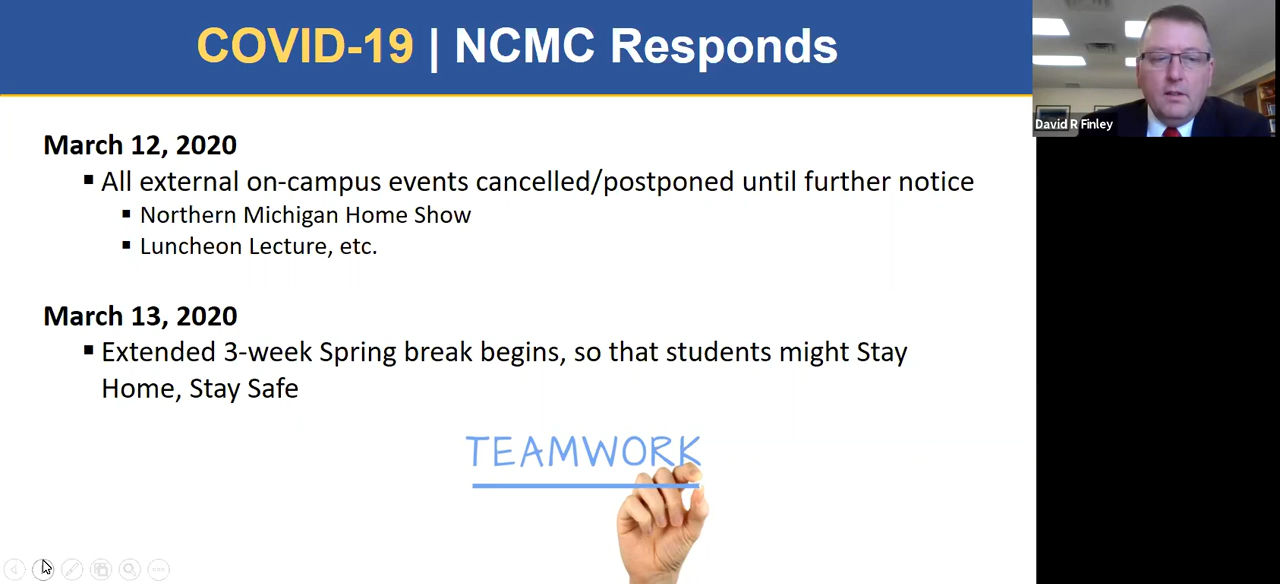 COVID-19 | NCMC Responds
David R Finley
March 12, 2020
All external on-campus events cancelled/postponed until further notice
Northern Michigan Home Show
Luncheon Lecture, etc.
March 13, 2020
Extended 3-week Spring break begins, so that students might Stay
Home, Stay Safe
TEAMWORK